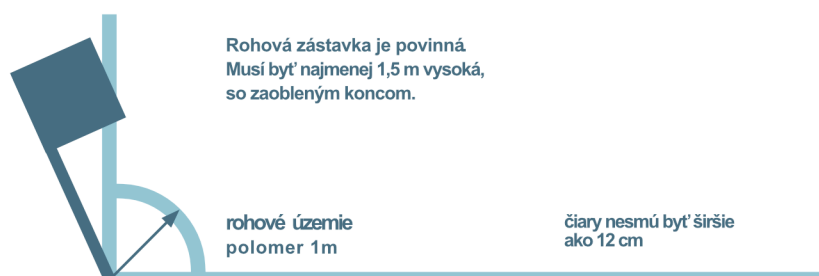 Rohová zástavka je povinná.
Musí byť najmenej 1,5 m vysoká,
so zaobleným koncom.
rohové územie
polomer 1m
čiary nesmú byť širšie
ako 12 cm